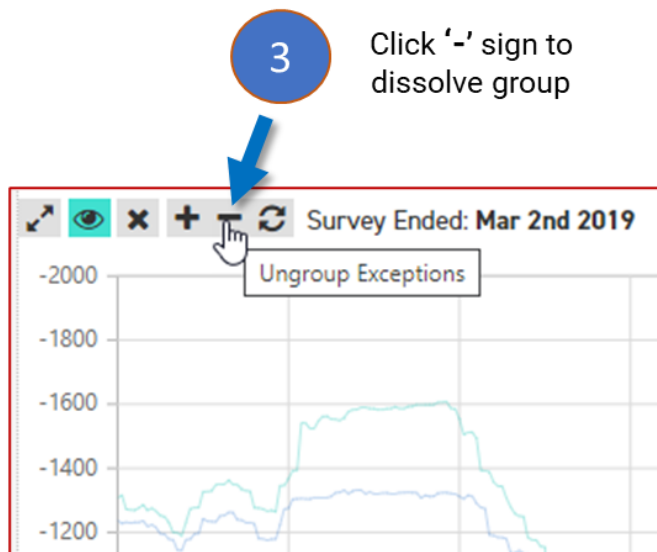 3
Click ‘-’ sign to
dissolve group
Survey Ended: Mar 2nd 2019
Ungroup Exceptions
-2000
-1800
-1600
-1400
-1200